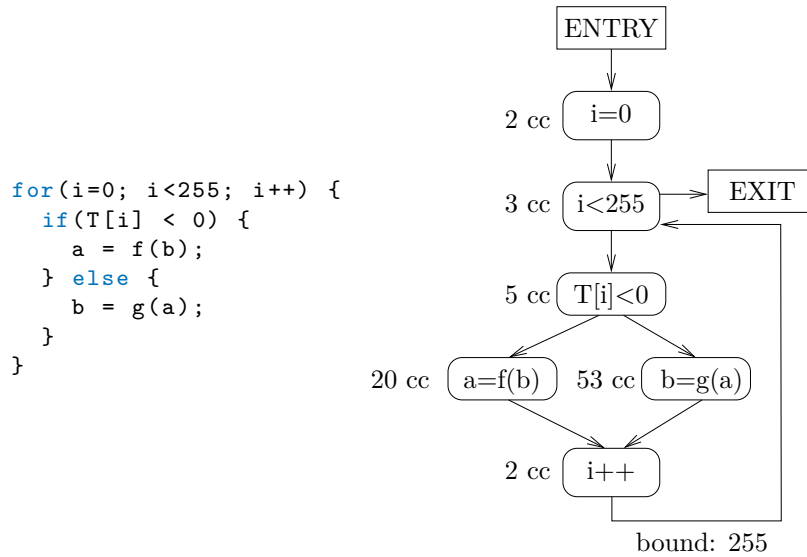 for(i=0; i<255; i++) {
  if(T[i] < 0) {
    a = f(b);
  } else {
    b = g(a);
  }
}
ENTRY
2 cc
i=0
3 cc
i<255
EXIT
5 cc
T[i]<0
20 cc
a=f(b)
53 cc
b=g(a)
2 cc
i++
bound: 255